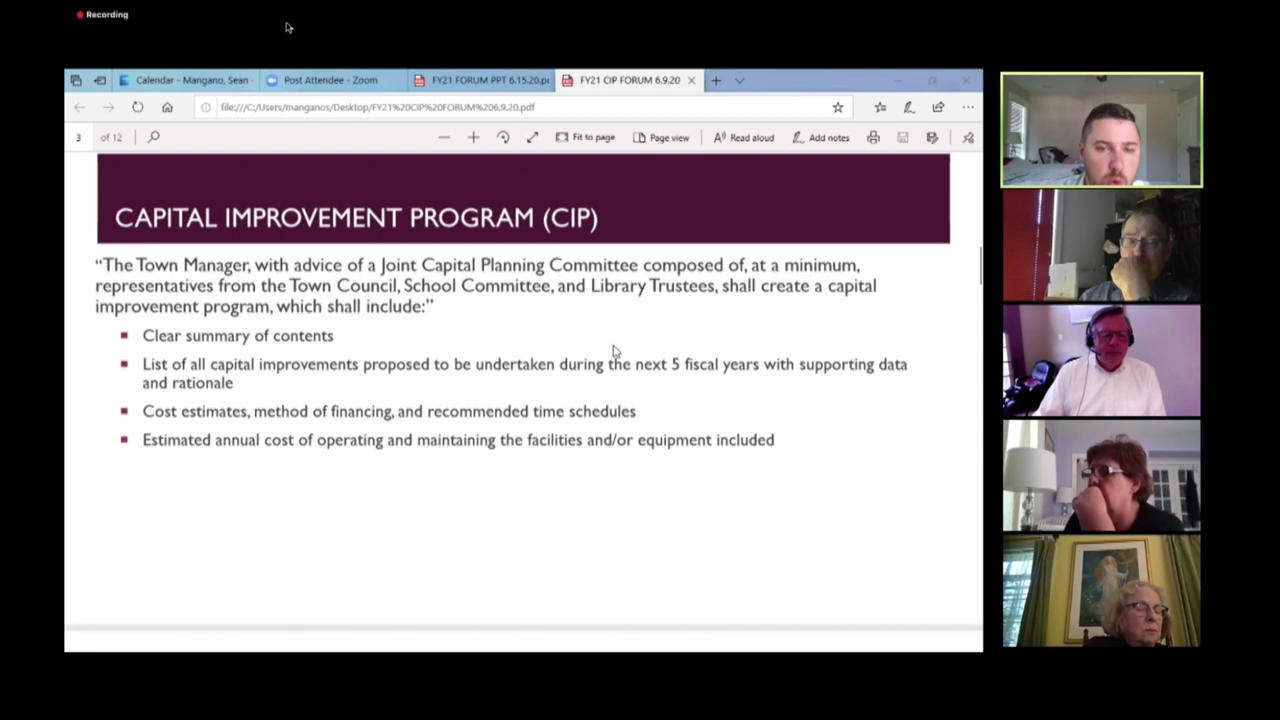 Recording
Calendar - Mangano, Sean
Post Attendee - Zoom
FY21 FORUM PPT 6.15.20.p
FY21 CIP FORUM 6.9.20
file:///C:/Users/manganos/Desktop/FY21%20CIP%20FORUM%206.9.20.pdf
3 of 12
Fit to page
Page view
Read aloud
Add notes
CAPITAL IMPROVEMENT PROGRAM (CIP)
“The Town Manager, with advice of a Joint Capital Planning Committee composed of, at a minimum,
representatives from the Town Council, School Committee, and Library Trustees, shall create a capital
improvement program, which shall include:”
Clear summary of contents
List of all capital improvements proposed to be undertaken during the next 5 fiscal years with supporting data
and rationale
Cost estimates, method of financing, and recommended time schedules
Estimated annual cost of operating and maintaining the facilities and/or equipment included